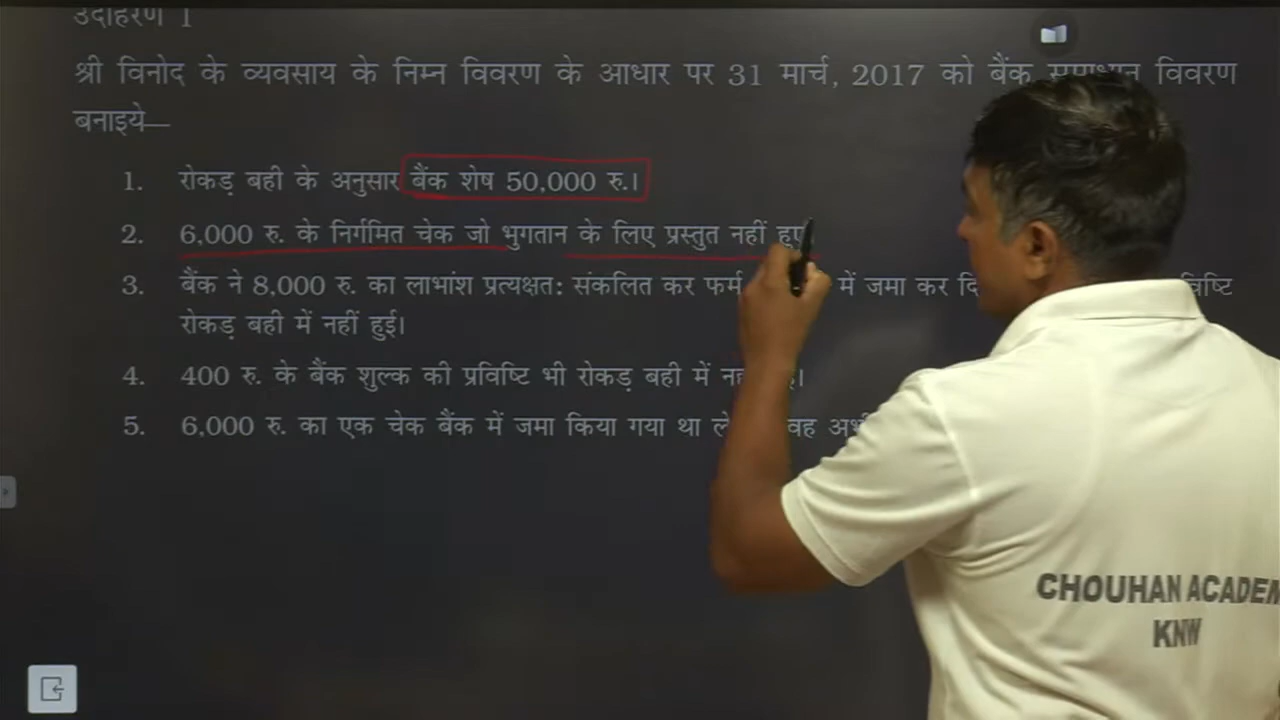 उदाहरण 1
श्री विनोद के व्यवसाय के निम्न विवरण के आधार पर 31 मार्च, 2017 को बैंक समाधान विवरण
बनाइये—
1. रोकड़ बही के अनुसार बैंक शेष 50,000 रु.।
2. 6,000 रु. के निर्गमित चेक जो भुगतान के लिए प्रस्तुत नहीं हुए
3. बैंक ने 8,000 रु. का लाभांश प्रत्यक्षत: संकलित कर फर्म में जमा कर
रोकड़ बही में नहीं हुई।
4. 400 रु. के बैंक शुल्क की प्रविष्टि भी रोकड़ बही में
5. 6,000 रु. का एक चेक बैंक में जमा किया गया था वह
CHOUHAN
KNW